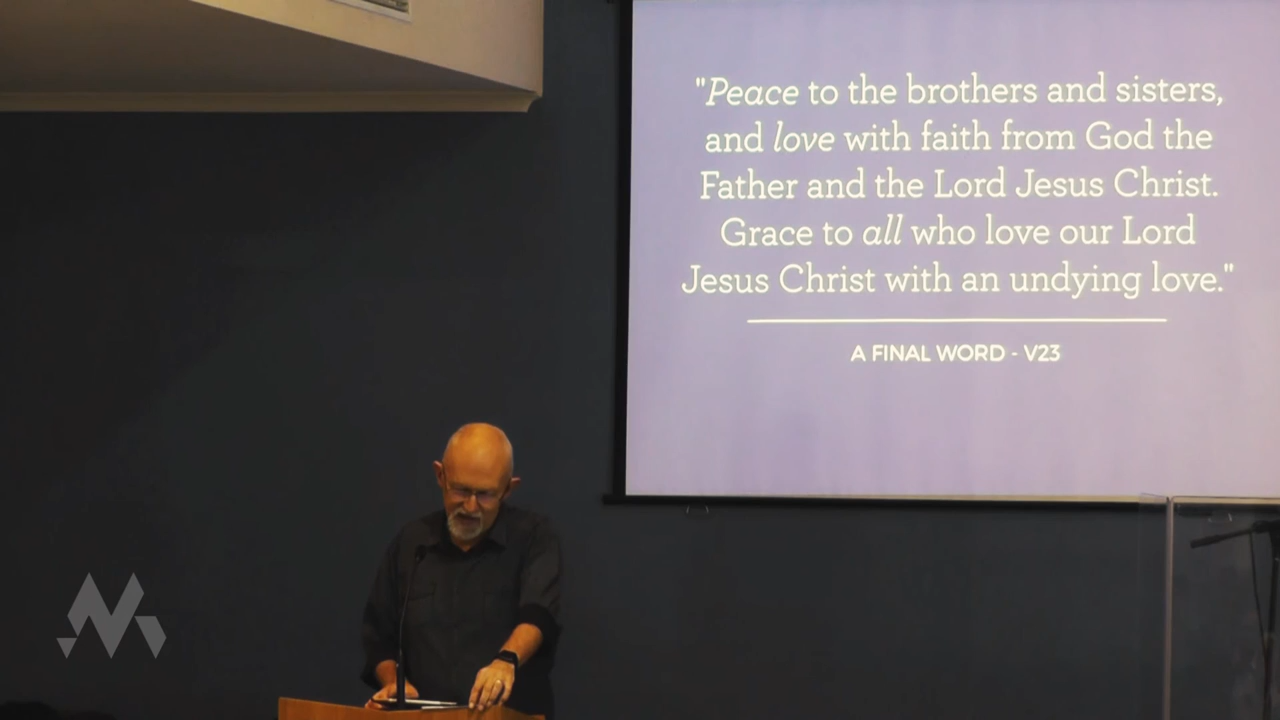 "Peace to the brothers and sisters,
and love with faith from God the
Father and the Lord Jesus Christ.
Grace to all who love our Lord
Jesus Christ with an undying love."
A FINAL WORD - V23